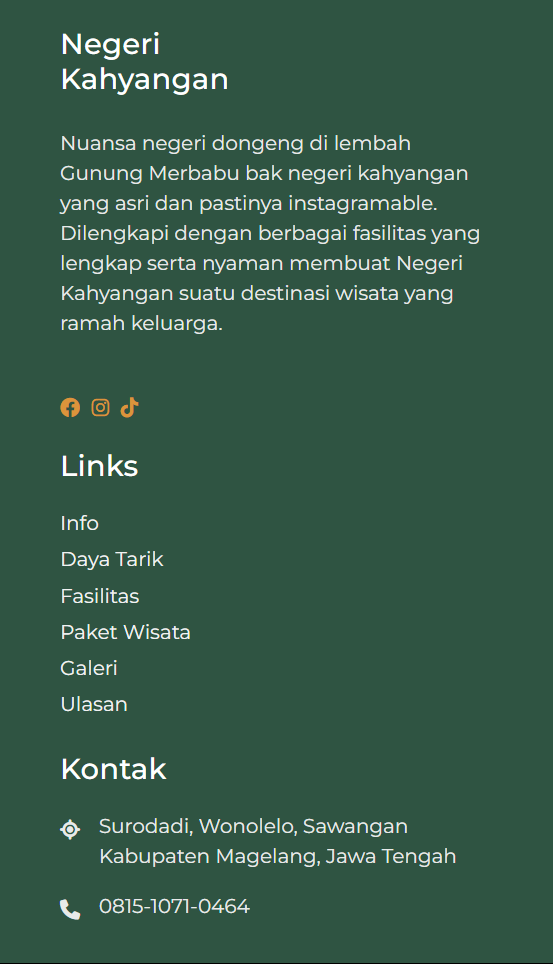 Negeri
Kahyangan
Nuansa negeri dongeng di lembah
Gunung Merbabu bak negeri kahyangan
yang asri dan pastinya instagramable.
Dilengkapi dengan berbagai fasilitas yang
lengkap serta nyaman membuat Negeri
Kahyangan suatu destinasi wisata yang
ramah keluarga.
Links
Info
Daya Tarik
Fasilitas
Paket Wisata
Galeri
Ulasan
Kontak
Surodadi, Wonolelo, Sawangan
Kabupaten Magelang, Jawa Tengah
0815-1071-0464